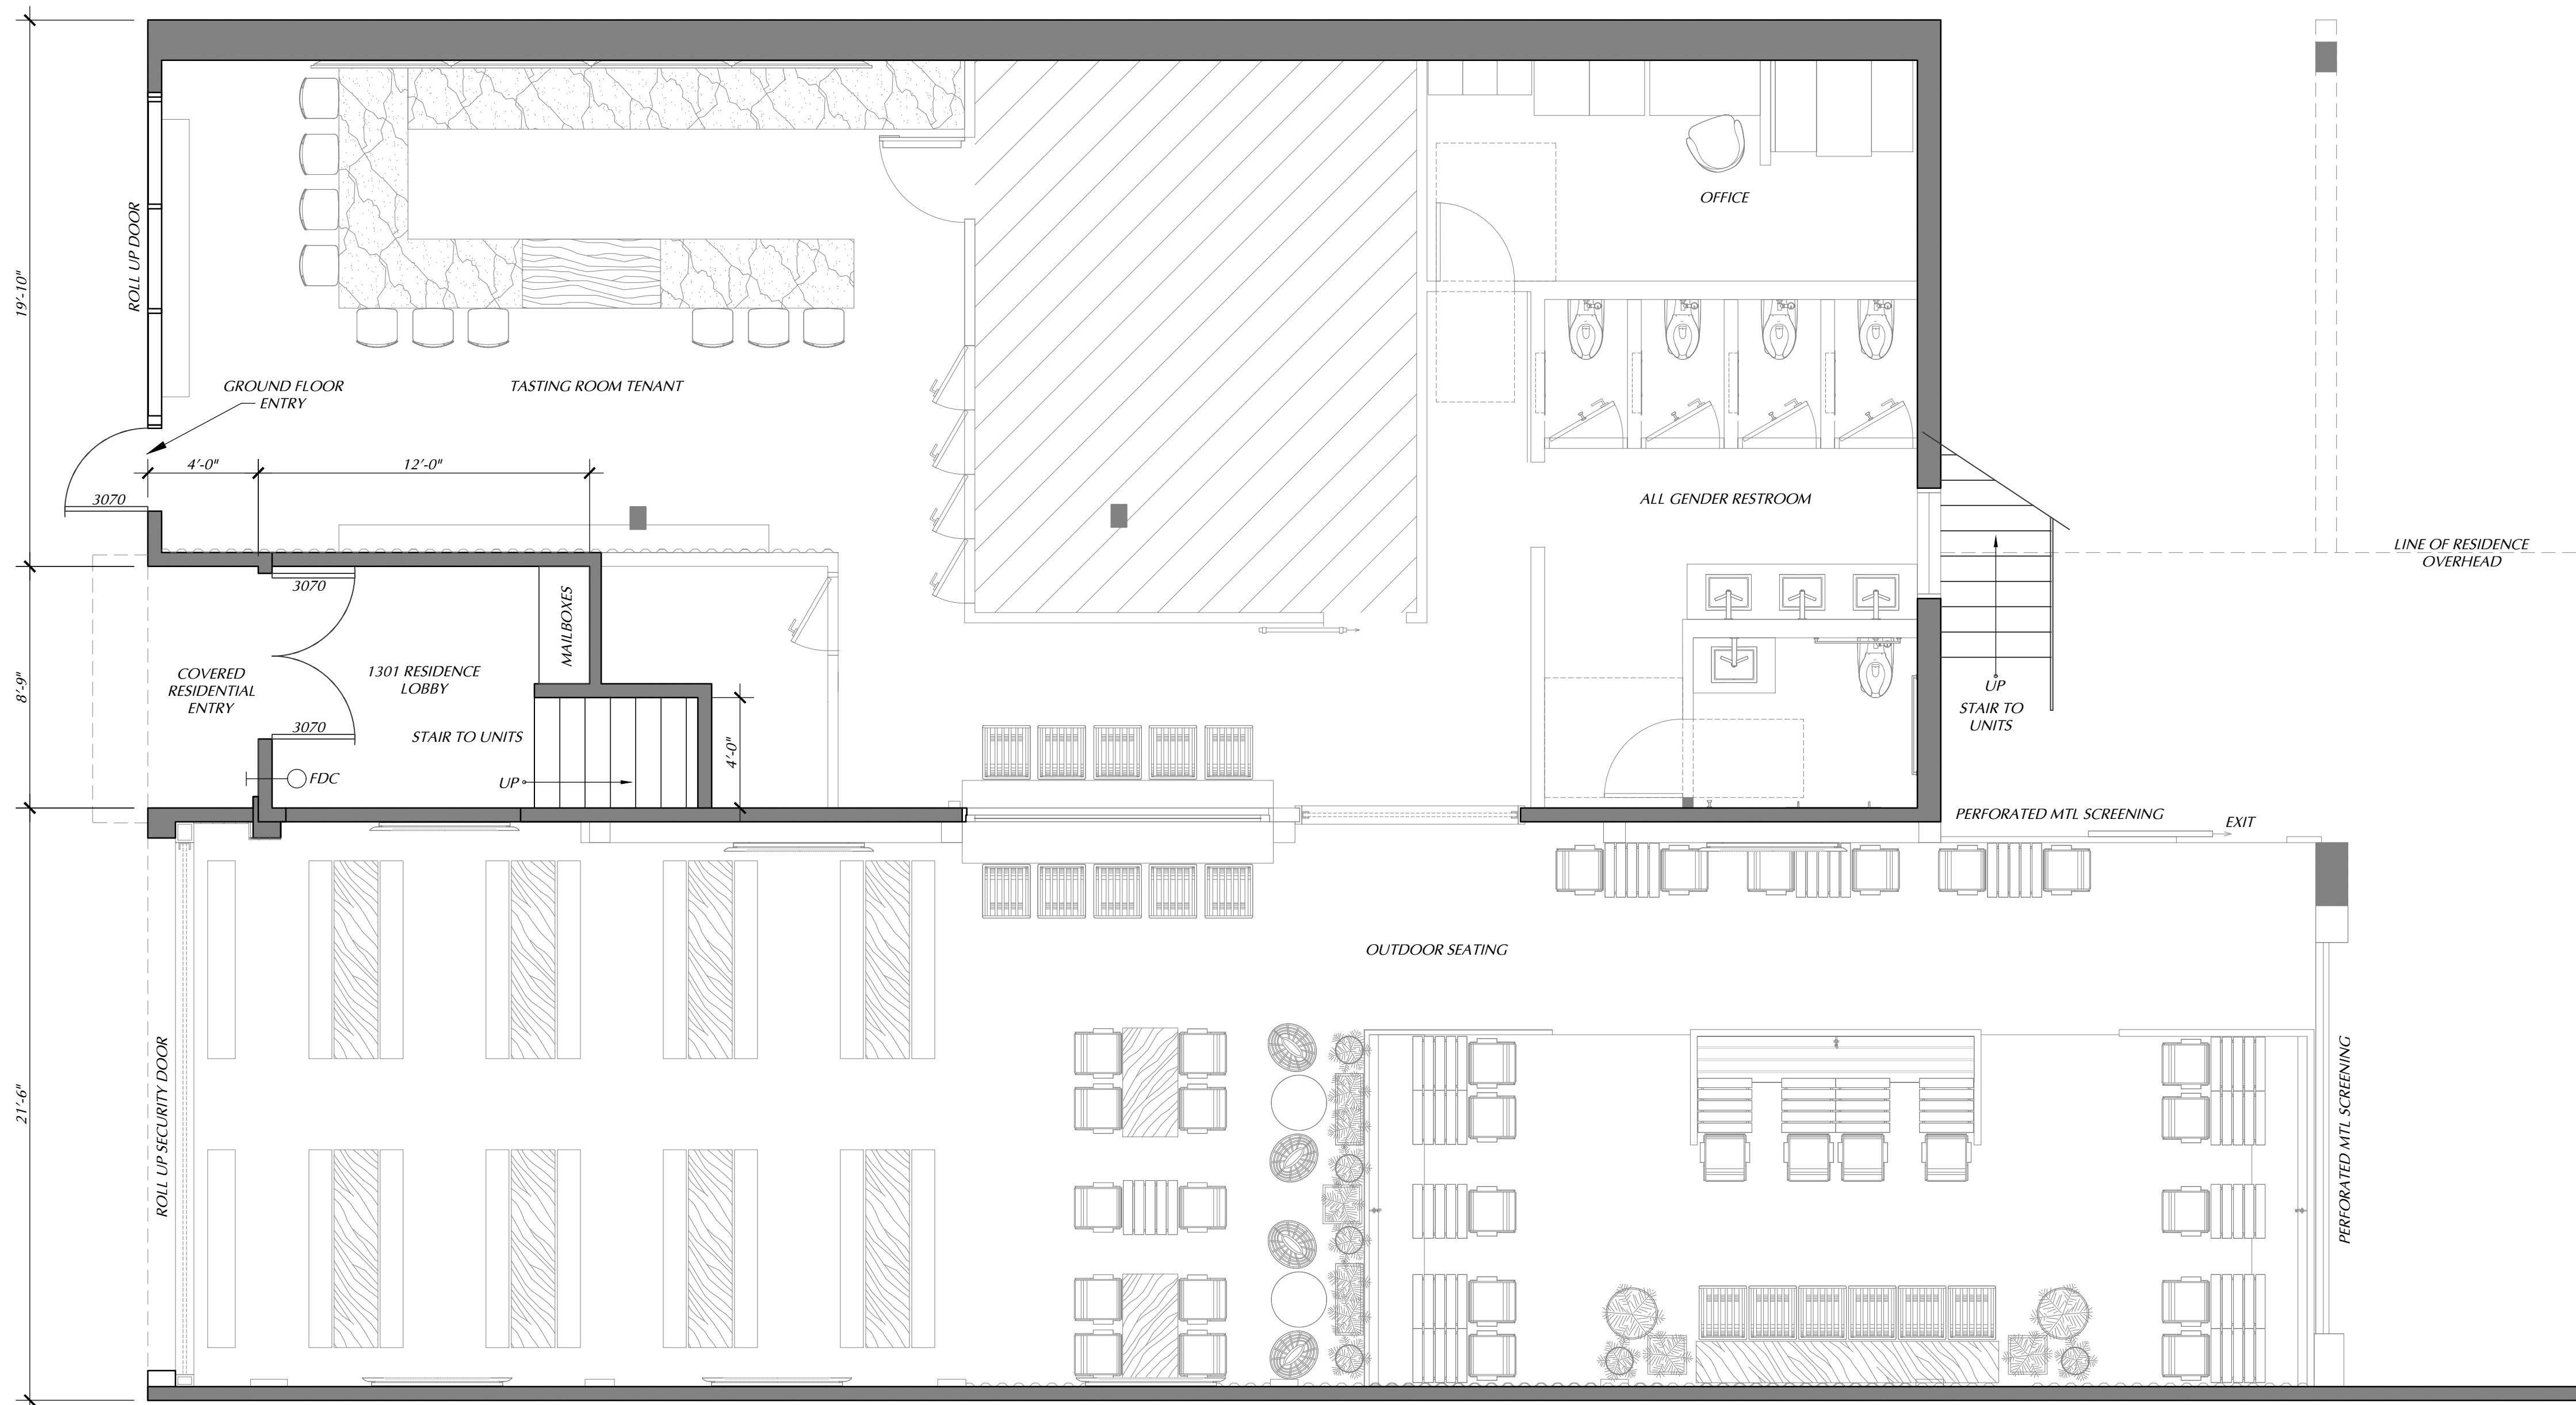 19'-10"
8'-9"
21'-6"
ROLL UP DOOR
GROUND FLOOR
ENTRY
TASTING ROOM TENANT
OFFICE
4'-0"
12'-0"
3070
ALL GENDER RESTROOM
LINE OF RESIDENCE
OVERHEAD
3070
MAILBOXES
COVERED
RESIDENTIAL
ENTRY
1301 RESIDENCE
LOBBY
3070
STAIR TO UNITS
UP
4'-0"
FDC
UP
STAIR TO
UNITS
PERFORATED MTL SCREENING
EXIT
OUTDOOR SEATING
ROLL UP SECURITY DOOR
PERFORATED MTL SCREENING